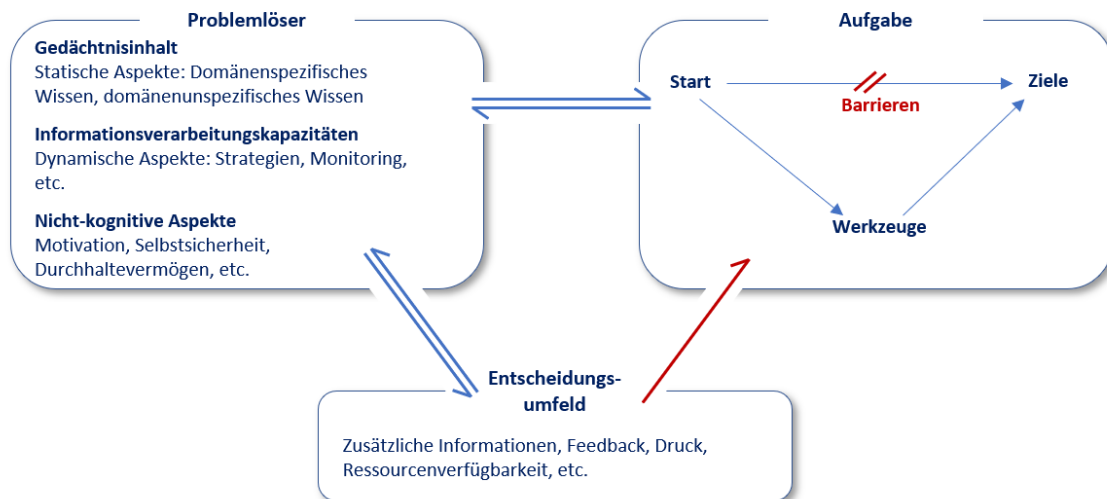 Problemlöser
Gedächtnisinhalt
Statische Aspekte: Domänenspezifisches
Wissen, domänenunspezifisches Wissen
Informationsverarbeitungskapazitäten
Dynamische Aspekte: Strategien, Monitoring,
etc.
Nicht-kognitive Aspekte
Motivation, Selbstsicherheit,
Durchhaltevermögen, etc.
Aufgabe
Start
Ziele
Barrieren
Werkzeuge
Entscheidungs-
umfeld
Zusätzliche Informationen, Feedback, Druck,
Ressourcenverfügbarkeit, etc.